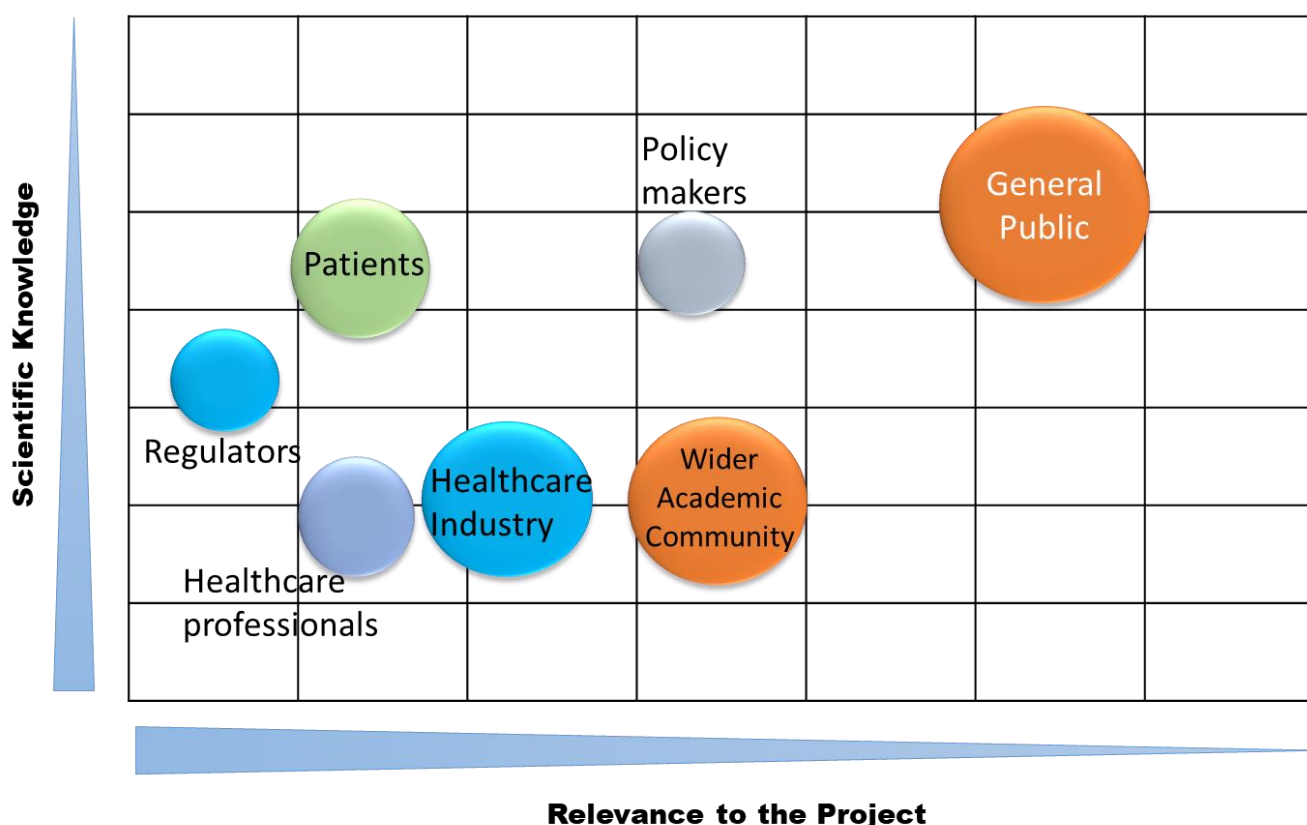 Scientific Knowledge
Policy
makers
General
Public
Patients
Regulators
Healthcare
Industry
Wider
Academic
Community
Healthcare
professionals
Relevance to the Project